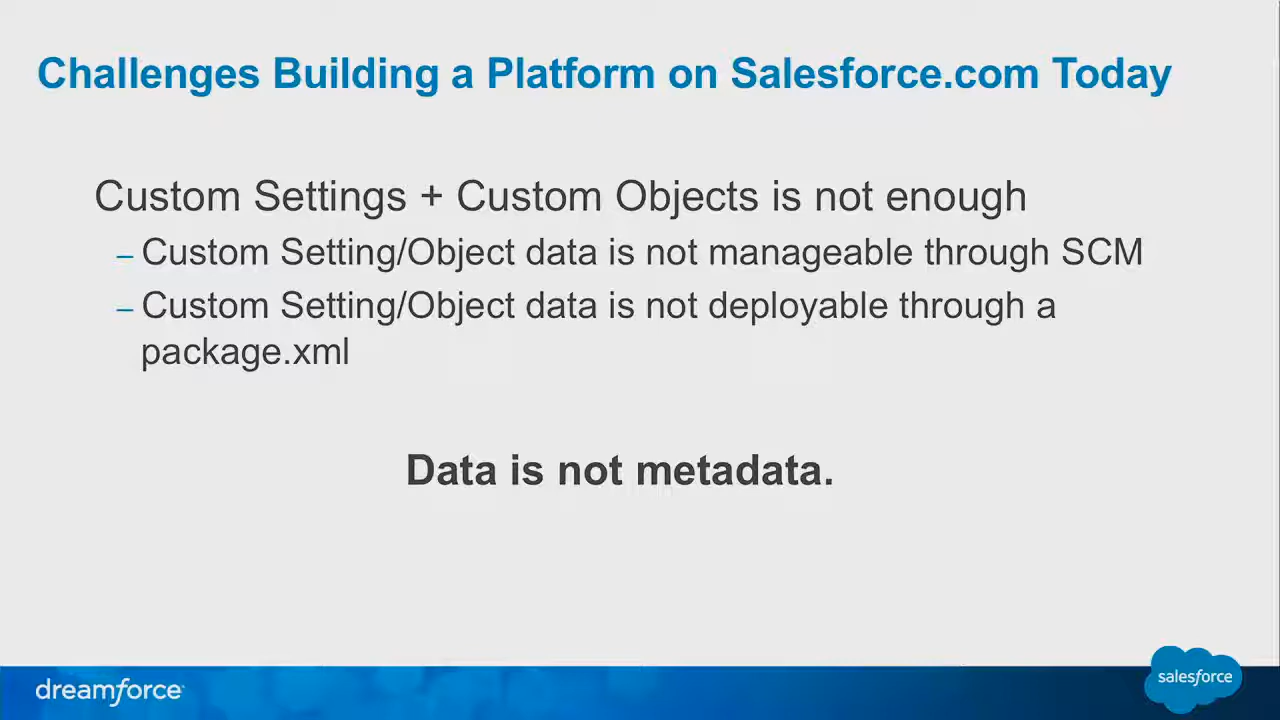 Challenges Building a Platform on Salesforce.com Today
Custom Settings + Custom Objects is not enough
– Custom Setting/Object data is not manageable through SCM
– Custom Setting/Object data is not deployable through a
package.xml
Data is not metadata.
dreamforce
salesforce